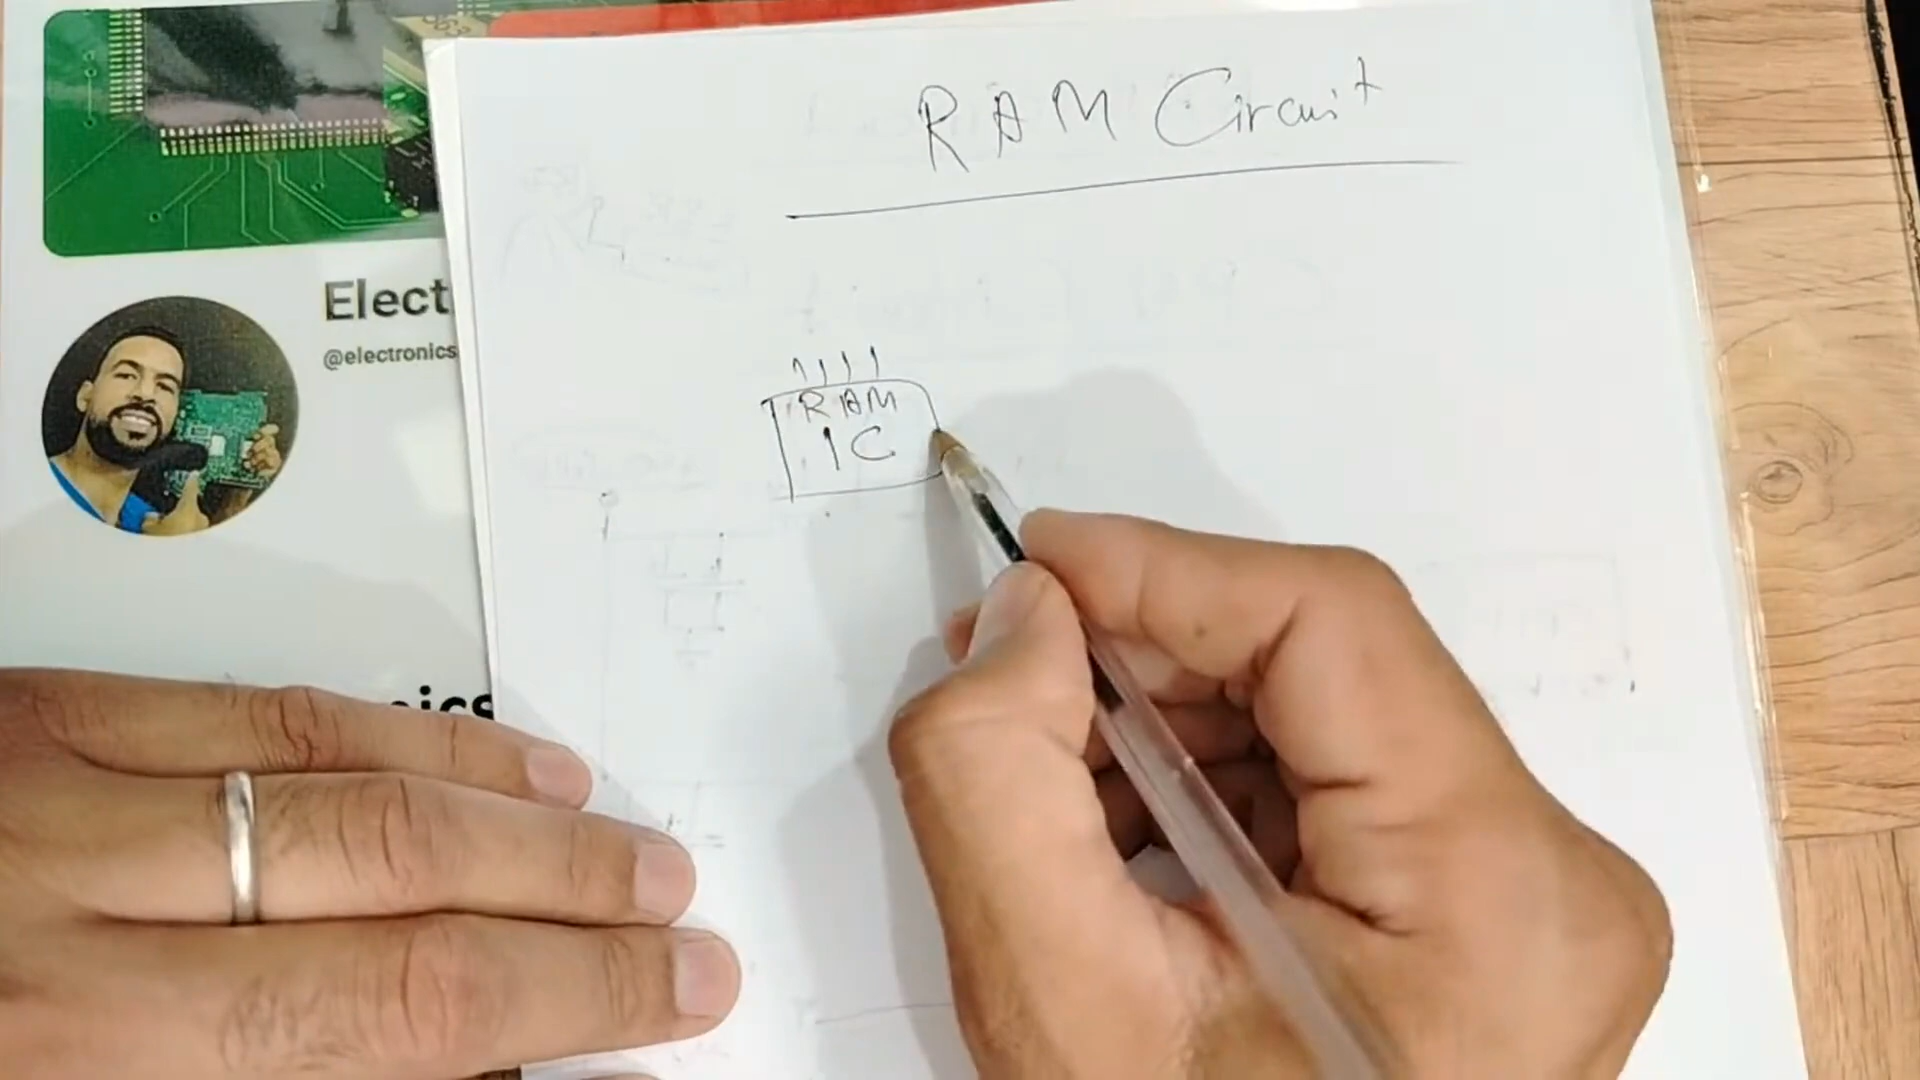 RAM Circuit
Elect
@electronics
RAM
IC
nics